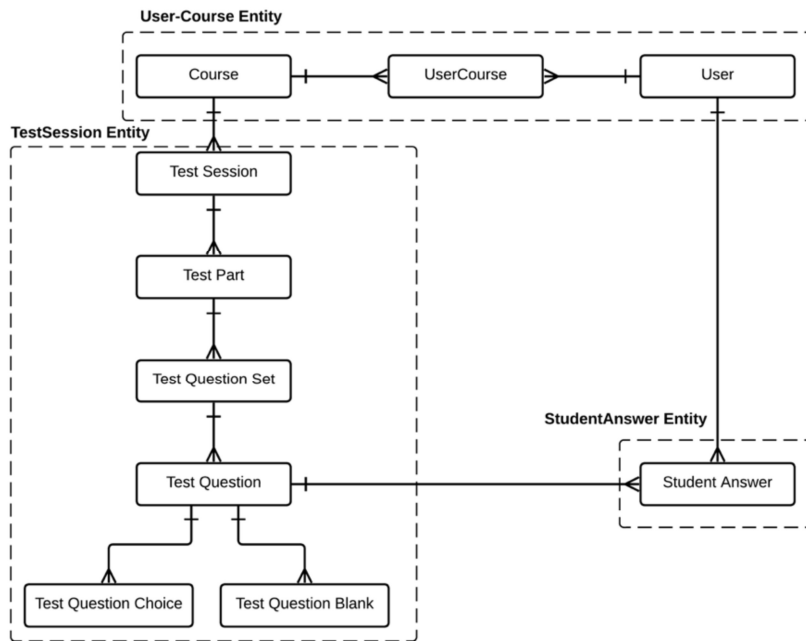 User-Course Entity
Course
UserCourse
User
TestSession Entity
Test Session
Test Part
Test Question Set
StudentAnswer Entity
Test Question
Student Answer
Test Question Choice
Test Question Blank